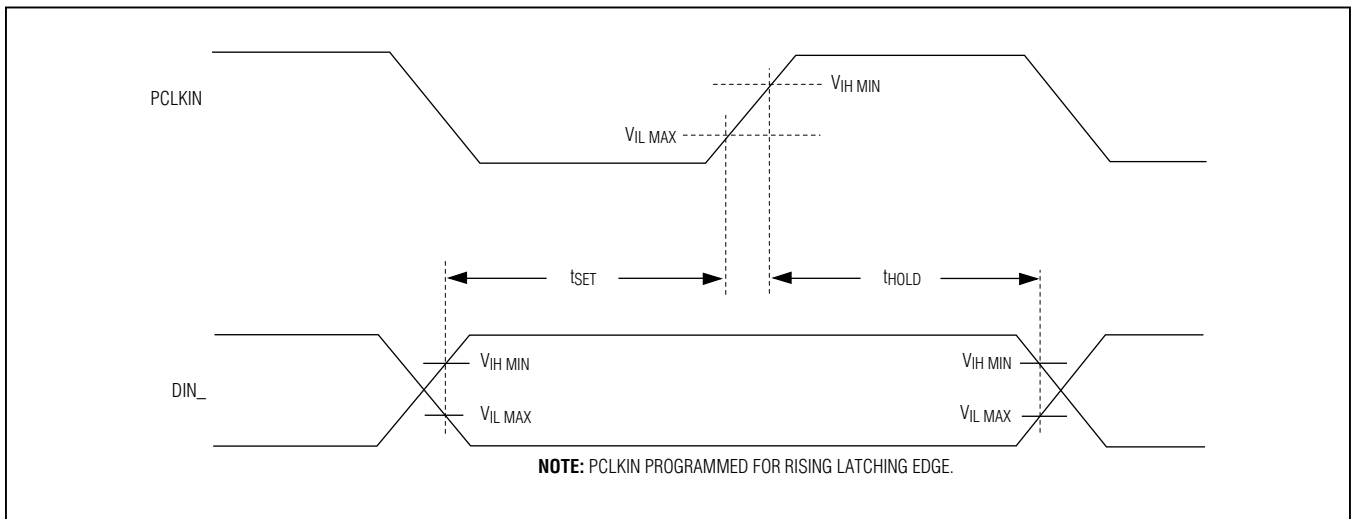 PCLKIN
VIH MIN
VIL MAX
tSET
tHOLD
DIN_
VIH MIN
VIH MIN
VIL MAX
VIL MAX
NOTE: PCLKIN PROGRAMMED FOR RISING LATCHING EDGE.